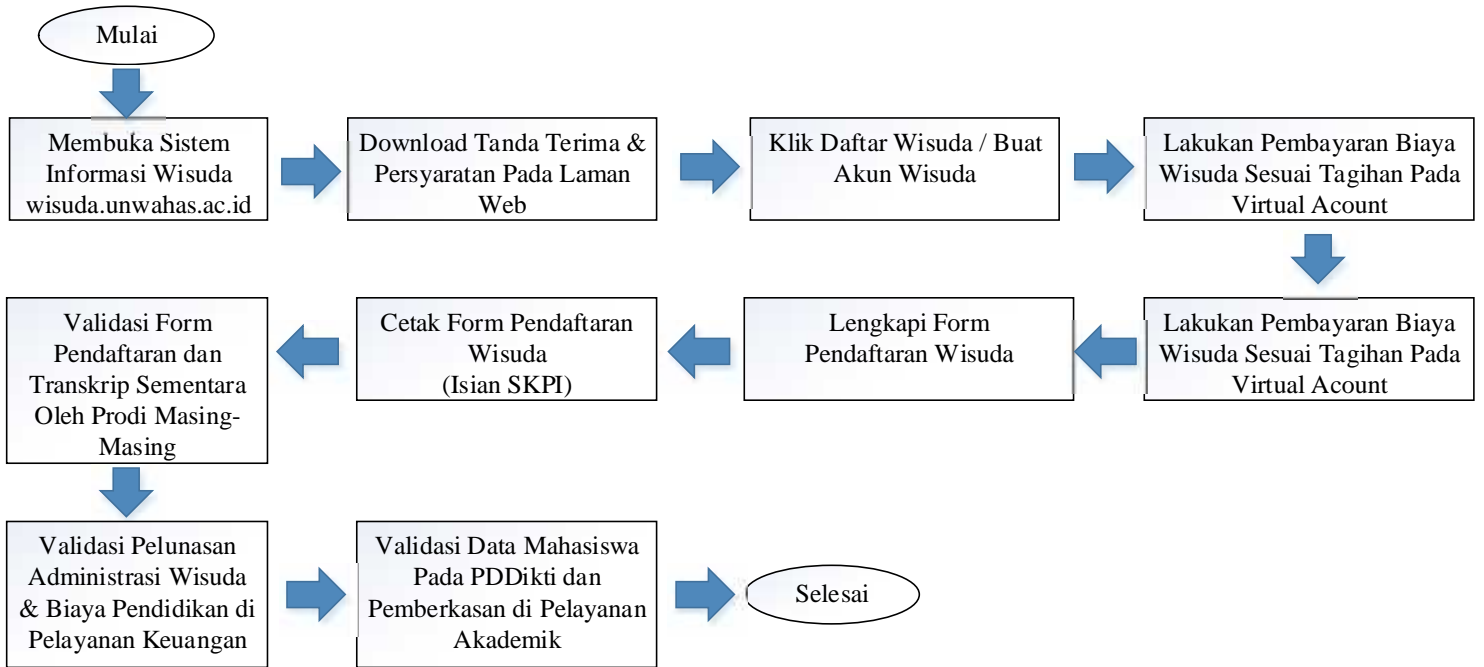 Mulai
Membuka Sistem
Informasi Wisuda
wisuda.unwahas.ac.id
Download Tanda Terima &
Persyaratan Pada Laman
Web
Klik Daftar Wisuda / Buat
Akun Wisuda
Lakukan Pembayaran Biaya
Wisuda Sesuai Tagihan Pada
Virtual Acount
Lakukan Pembayaran Biaya
Wisuda Sesuai Tagihan Pada
Virtual Acount
Lengkapi Form
Pendaftaran Wisuda
Cetak Form Pendaftaran
Wisuda
(Isian SKPI)
Validasi Form
Pendaftaran dan
Transkrip Sementara
Oleh Prodi Masing-
Masing
Validasi Pelunasan
Administrasi Wisuda
& Biaya Pendidikan di
Pelayanan Keuangan
Validasi Data Mahasiswa
Pada PDDikti dan
Pemberkasan di Pelayanan
Akademik
Selesai